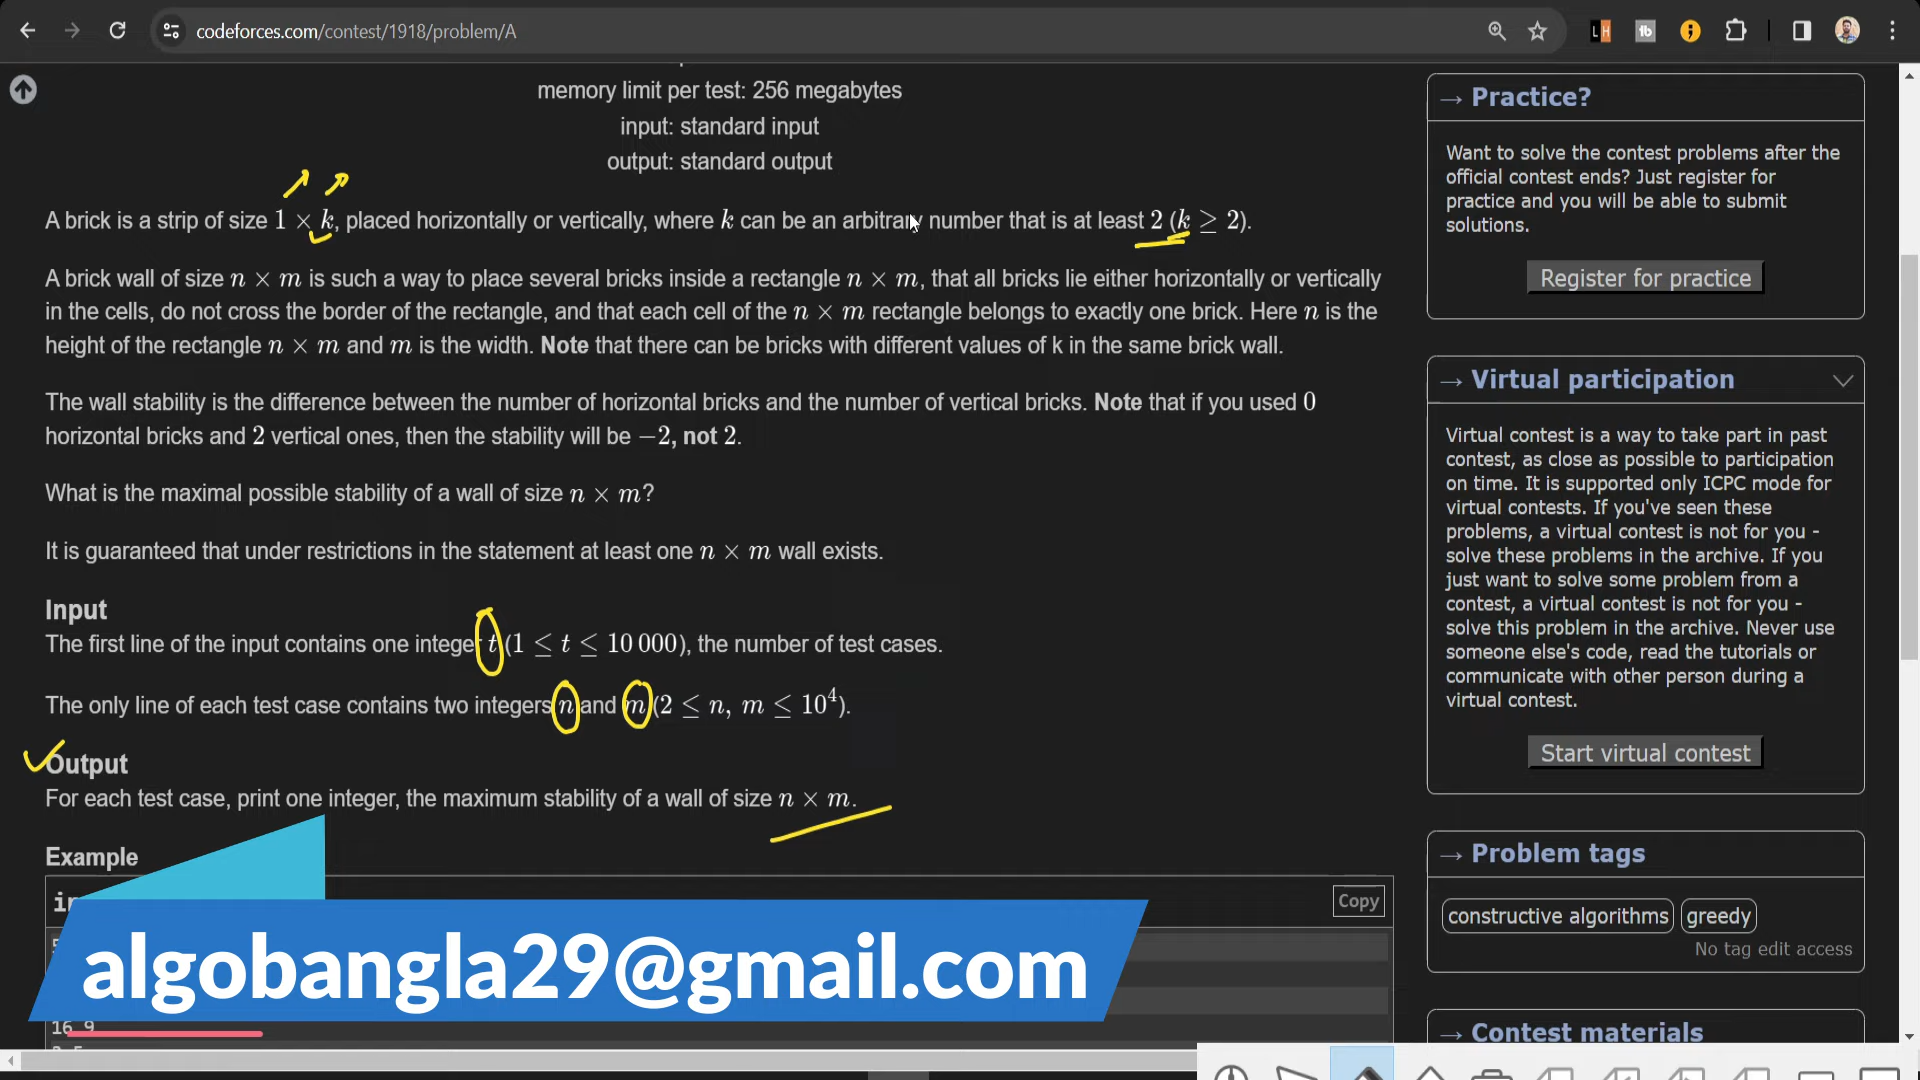 codeforces.com/contest/1918/problem/A
memory limit per test: 256 megabytes
input: standard input
output: standard output
A brick is a strip of size 1 × k, placed horizontally or vertically, where k can be an arbitrary number that is at least 2 (k ≥ 2).
A brick wall of size n × m is such a way to place several bricks inside a rectangle n × m, that all bricks lie either horizontally or vertically
in the cells, do not cross the border of the rectangle, and that each cell of the n × m rectangle belongs to exactly one brick. Here n is the
height of the rectangle n × m and m is the width. Note that there can be bricks with different values of k in the same brick wall.
The wall stability is the difference between the number of horizontal bricks and the number of vertical bricks. Note that if you used 0
horizontal bricks and 2 vertical ones, then the stability will be −2, not 2.
What is the maximal possible stability of a wall of size n × m?
It is guaranteed that under restrictions in the statement at least one n × m wall exists.
Input
The first line of the input contains one integer t (1 ≤ t ≤ 10 000), the number of test cases.
The only line of each test case contains two integers n and m (2 ≤ n, m ≤ 10⁴).
Output
For each test case, print one integer, the maximum stability of a wall of size n × m.
Example
Copy
algobangla29@gmail.com
16 9
→ Practice?
Want to solve the contest problems after the
official contest ends? Just register for
practice and you will be able to submit
solutions.
Register for practice
→ Virtual participation
Virtual contest is a way to take part in past
contest, as close as possible to participation
on time. It is supported only ICPC mode for
virtual contests. If you've seen these
problems, a virtual contest is not for you -
solve these problems in the archive. If you
just want to solve some problem from a
contest, a virtual contest is not for you -
solve this problem in the archive. Never use
someone else's code, read the tutorials or
communicate with other person during a
virtual contest.
Start virtual contest
→ Problem tags
constructive algorithms greedy
No tag edit access
→ Contest materials